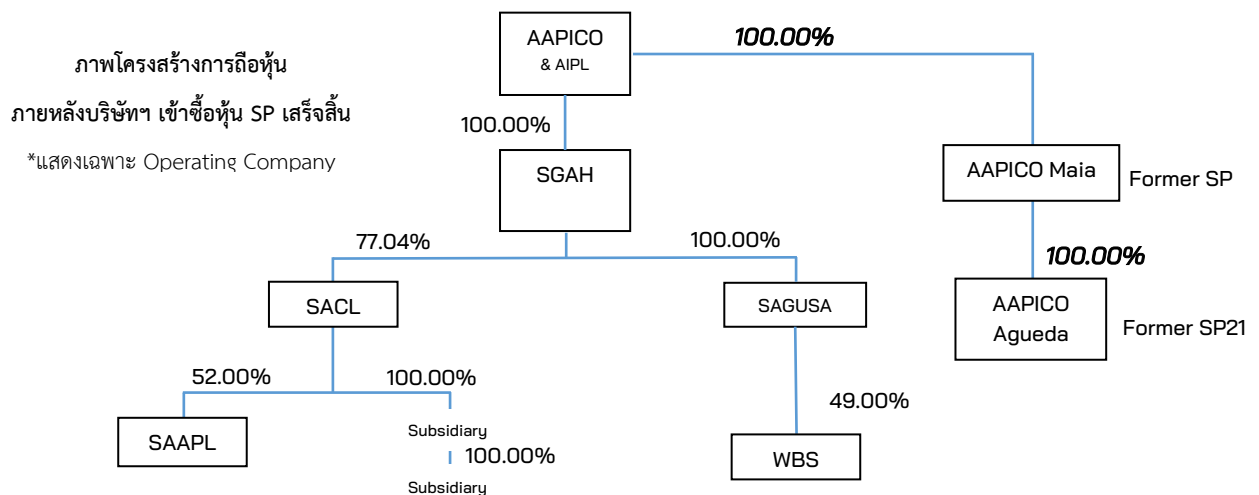 ภาพโครงสร้างการถือหุ้น
ภายหลังบริษัทฯ เข้าซื้อหุ้น SP เสร็จสิ้น
*แสดงเฉพาะ Operating Company
AAPICO
& AIPL
100.00%
100.00%
SGAH
AAPICO Maia
Former SP
77.04%
100.00%
100.00%
SACL
SAGUSA
AAPICO
Agueda
Former SP21
52.00%
100.00%
49.00%
SAAPL
Subsidiary
100.00%
Subsidiary
WBS